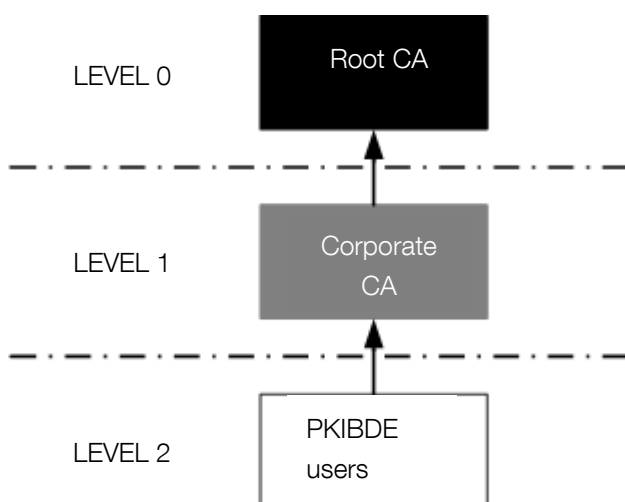 LEVEL 0
Root CA
LEVEL 1
Corporate
CA
LEVEL 2
PKIBDE
users